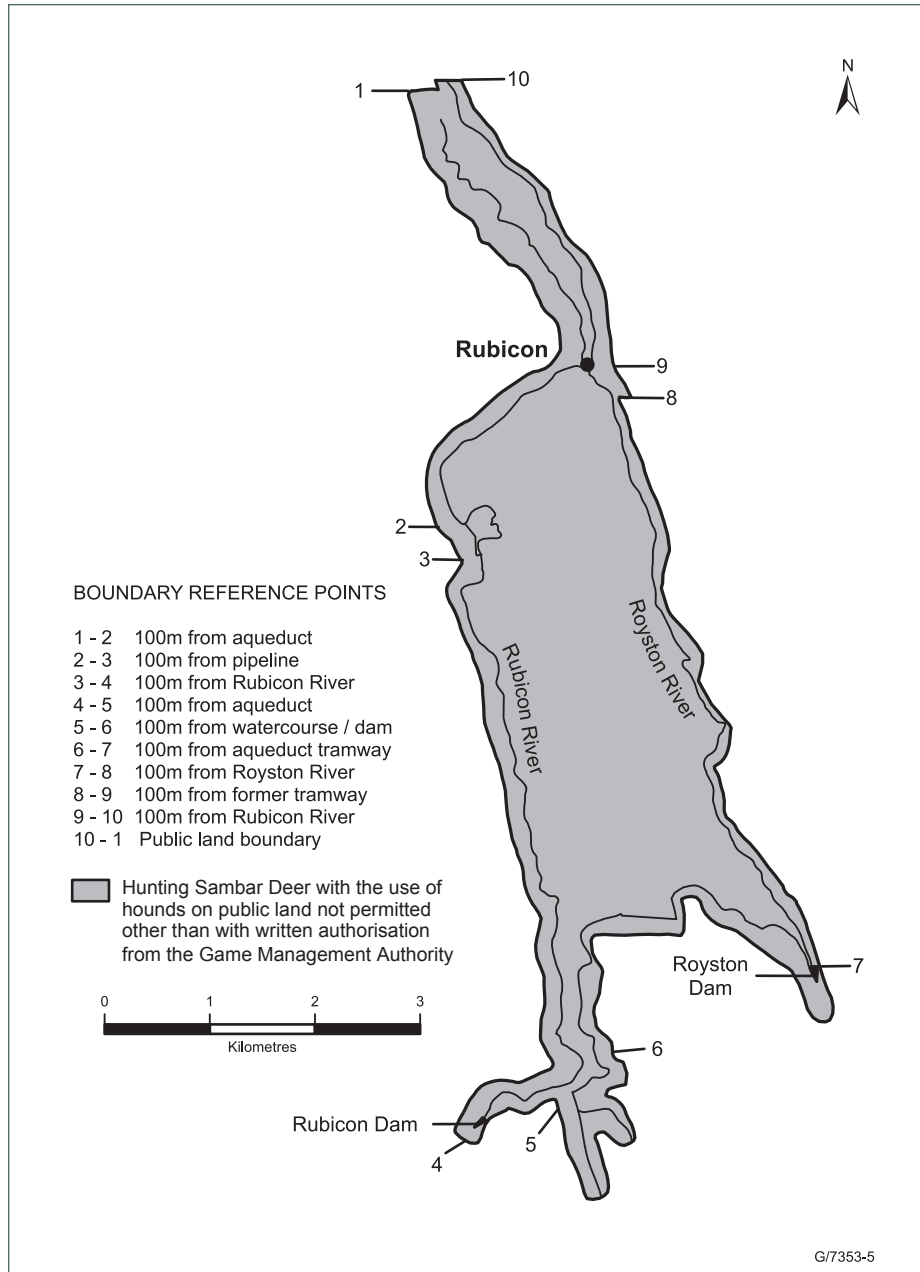 N
1
10
Rubicon
9
8
2
3
BOUNDARY REFERENCE POINTS
1 - 2 100m from aqueduct
2 - 3 100m from pipeline
3 - 4 100m from Rubicon River
4 - 5 100m from aqueduct
5 - 6 100m from watercourse / dam
6 - 7 100m from aqueduct tramway
7 - 8 100m from Royston River
8 - 9 100m from former tramway
9 - 10 100m from Rubicon River
10 - 1 Public land boundary
Rubicon River
Royston River
Hunting Sambar Deer with the use of
hounds on public land not permitted
other than with written authorisation
from the Game Management Authority
0 1 2 3
Kilometres
Royston
Dam
7
6
Rubicon Dam
5
4
G/7353-5